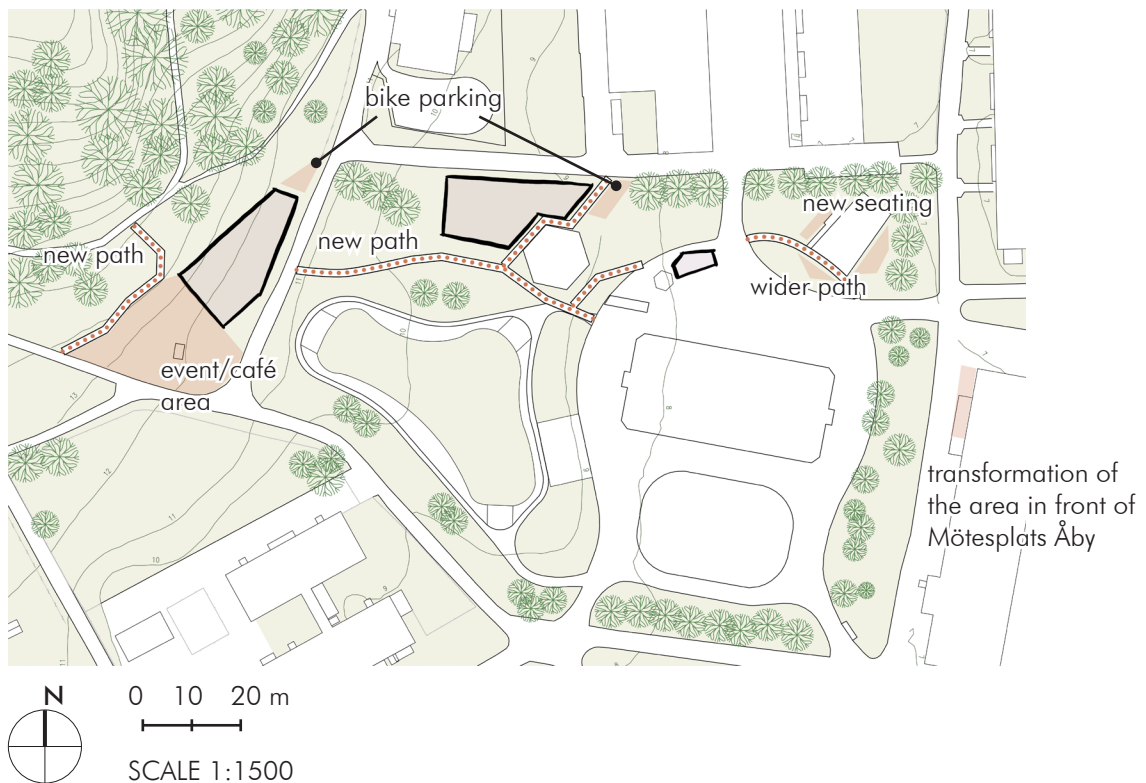 bike parking
new seating
new path
new path
wider path
event/café
area
transformation of
the area in front of
Mötesplats Åby
N
0 10 20 m
SCALE 1:1500